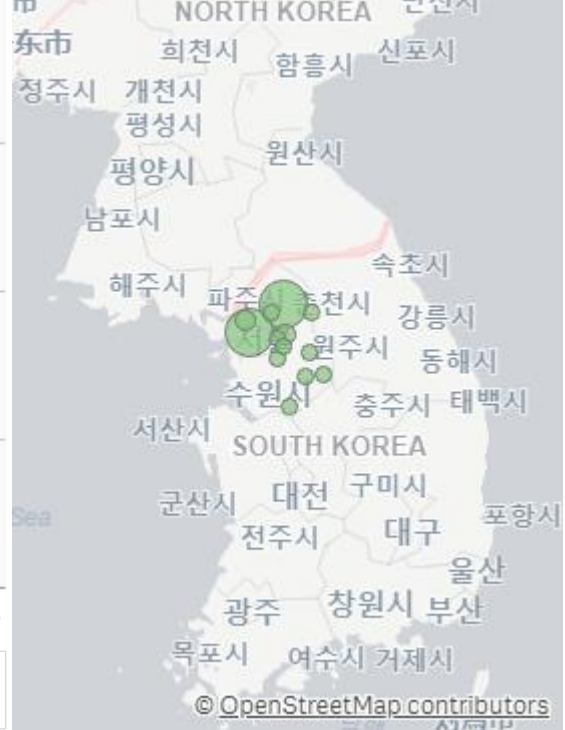 NORTH KOREA
东市
희천시
신포시
함흥시
정주시
개천시
평성시
원산시
평양시
남포시
속초시
해주시
강릉시
원주시
동해시
수원시
충주시
태백시
서산시
SOUTH KOREA
구미시
대전
군산시
포항시
대구
전주시
울산
창원시
부산
광주
목포시
여수시
거제시
Sea
© OpenStreetMap contributors